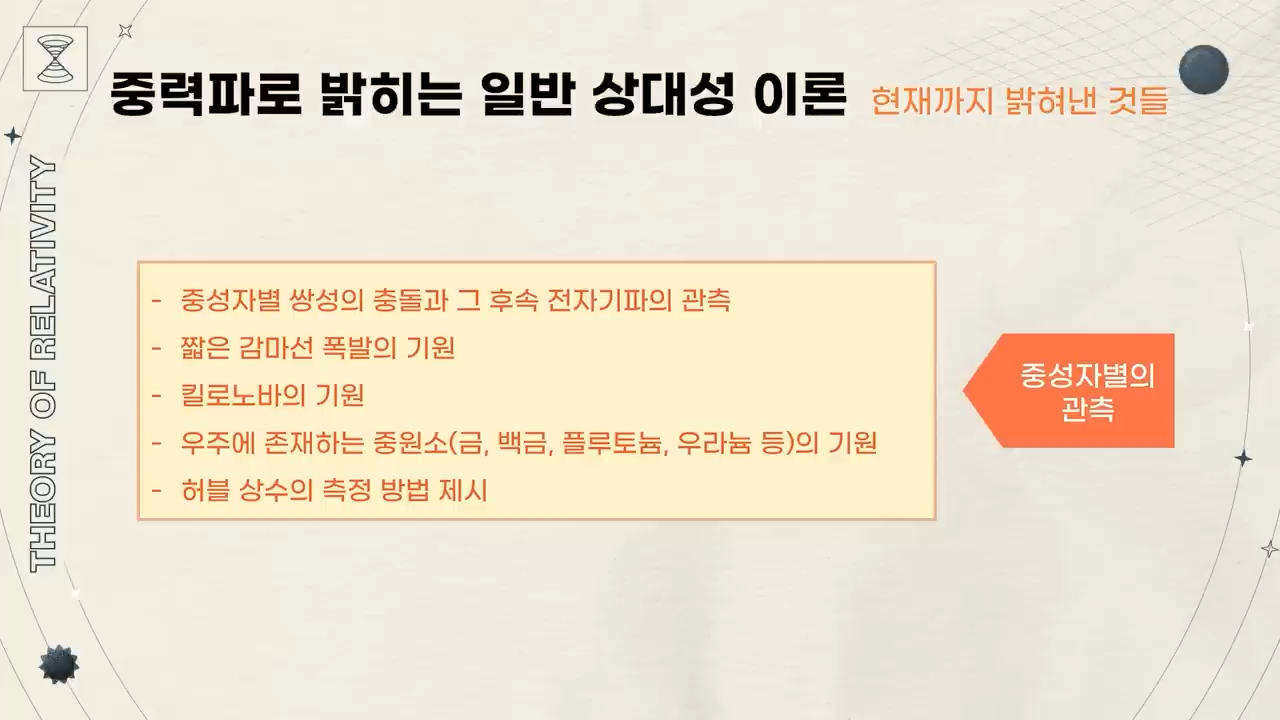 중력파로 밝히는 일반 상대성 이론 현재까지 밝혀낸 것들
THEORY OF RELATIVITY
- 중성자별 쌍성의 충돌과 그 후속 전자기파의 관측
- 짧은 감마선 폭발의 기원
- 킬로노바의 기원
- 우주에 존재하는 중원소(금, 백금, 플루토늄, 우라늄 등)의 기원
- 허블 상수의 측정 방법 제시
중성자별의
관측